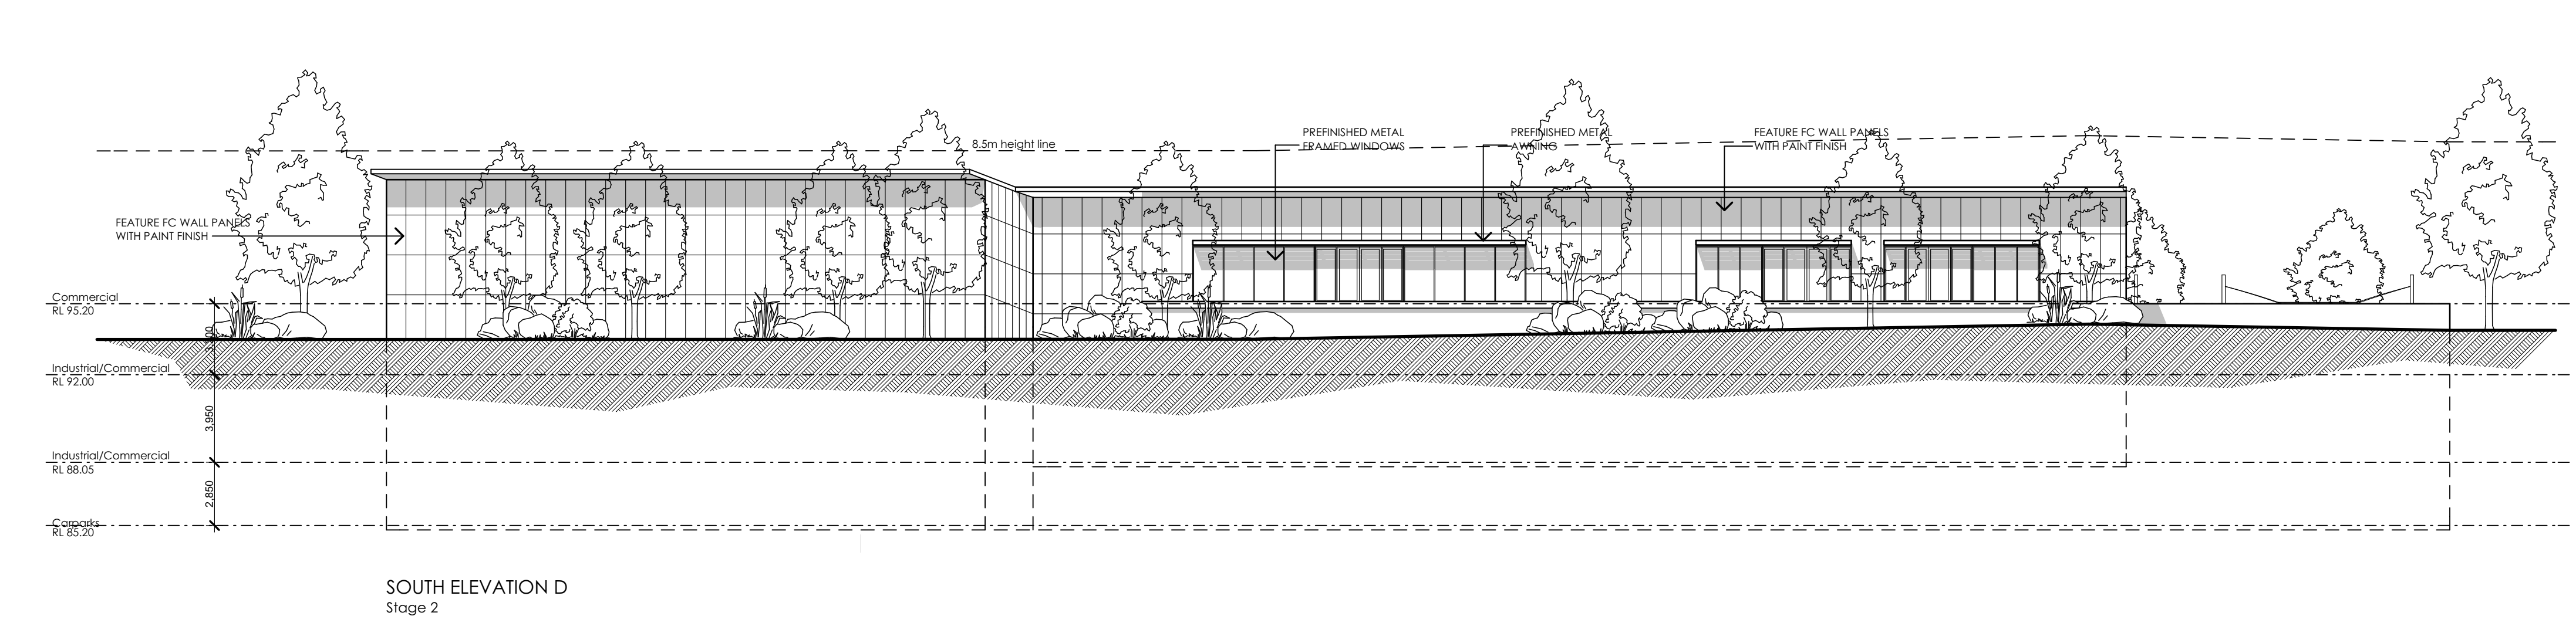 8.5m height line
PREFINISHED METAL
FRAMED WINDOWS
PREFINISHED METAL
AWNING
FEATURE FC WALL PANELS
WITH PAINT FINISH
FEATURE FC WALL PANELS
WITH PAINT FINISH
Commercial
RL 95.20
Industrial/Commercial
RL 92.00
3,950
Industrial/Commercial
RL 88.05
2,850
Carparks
RL 85.20
SOUTH ELEVATION D
Stage 2